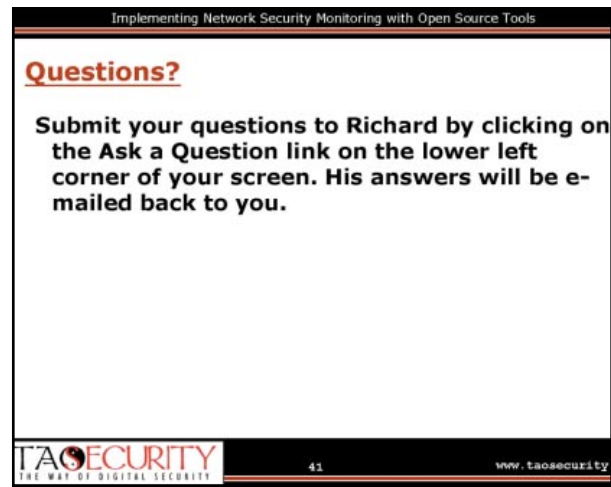 Implementing Network Security Monitoring with Open Source Tools
Questions?
Submit your questions to Richard by clicking on
the Ask a Question link on the lower left
corner of your screen. His answers will be e-
mailed back to you.
TAOSECURITY
THE WAY OF DIGITAL SECURITY
41
www.taosecurity